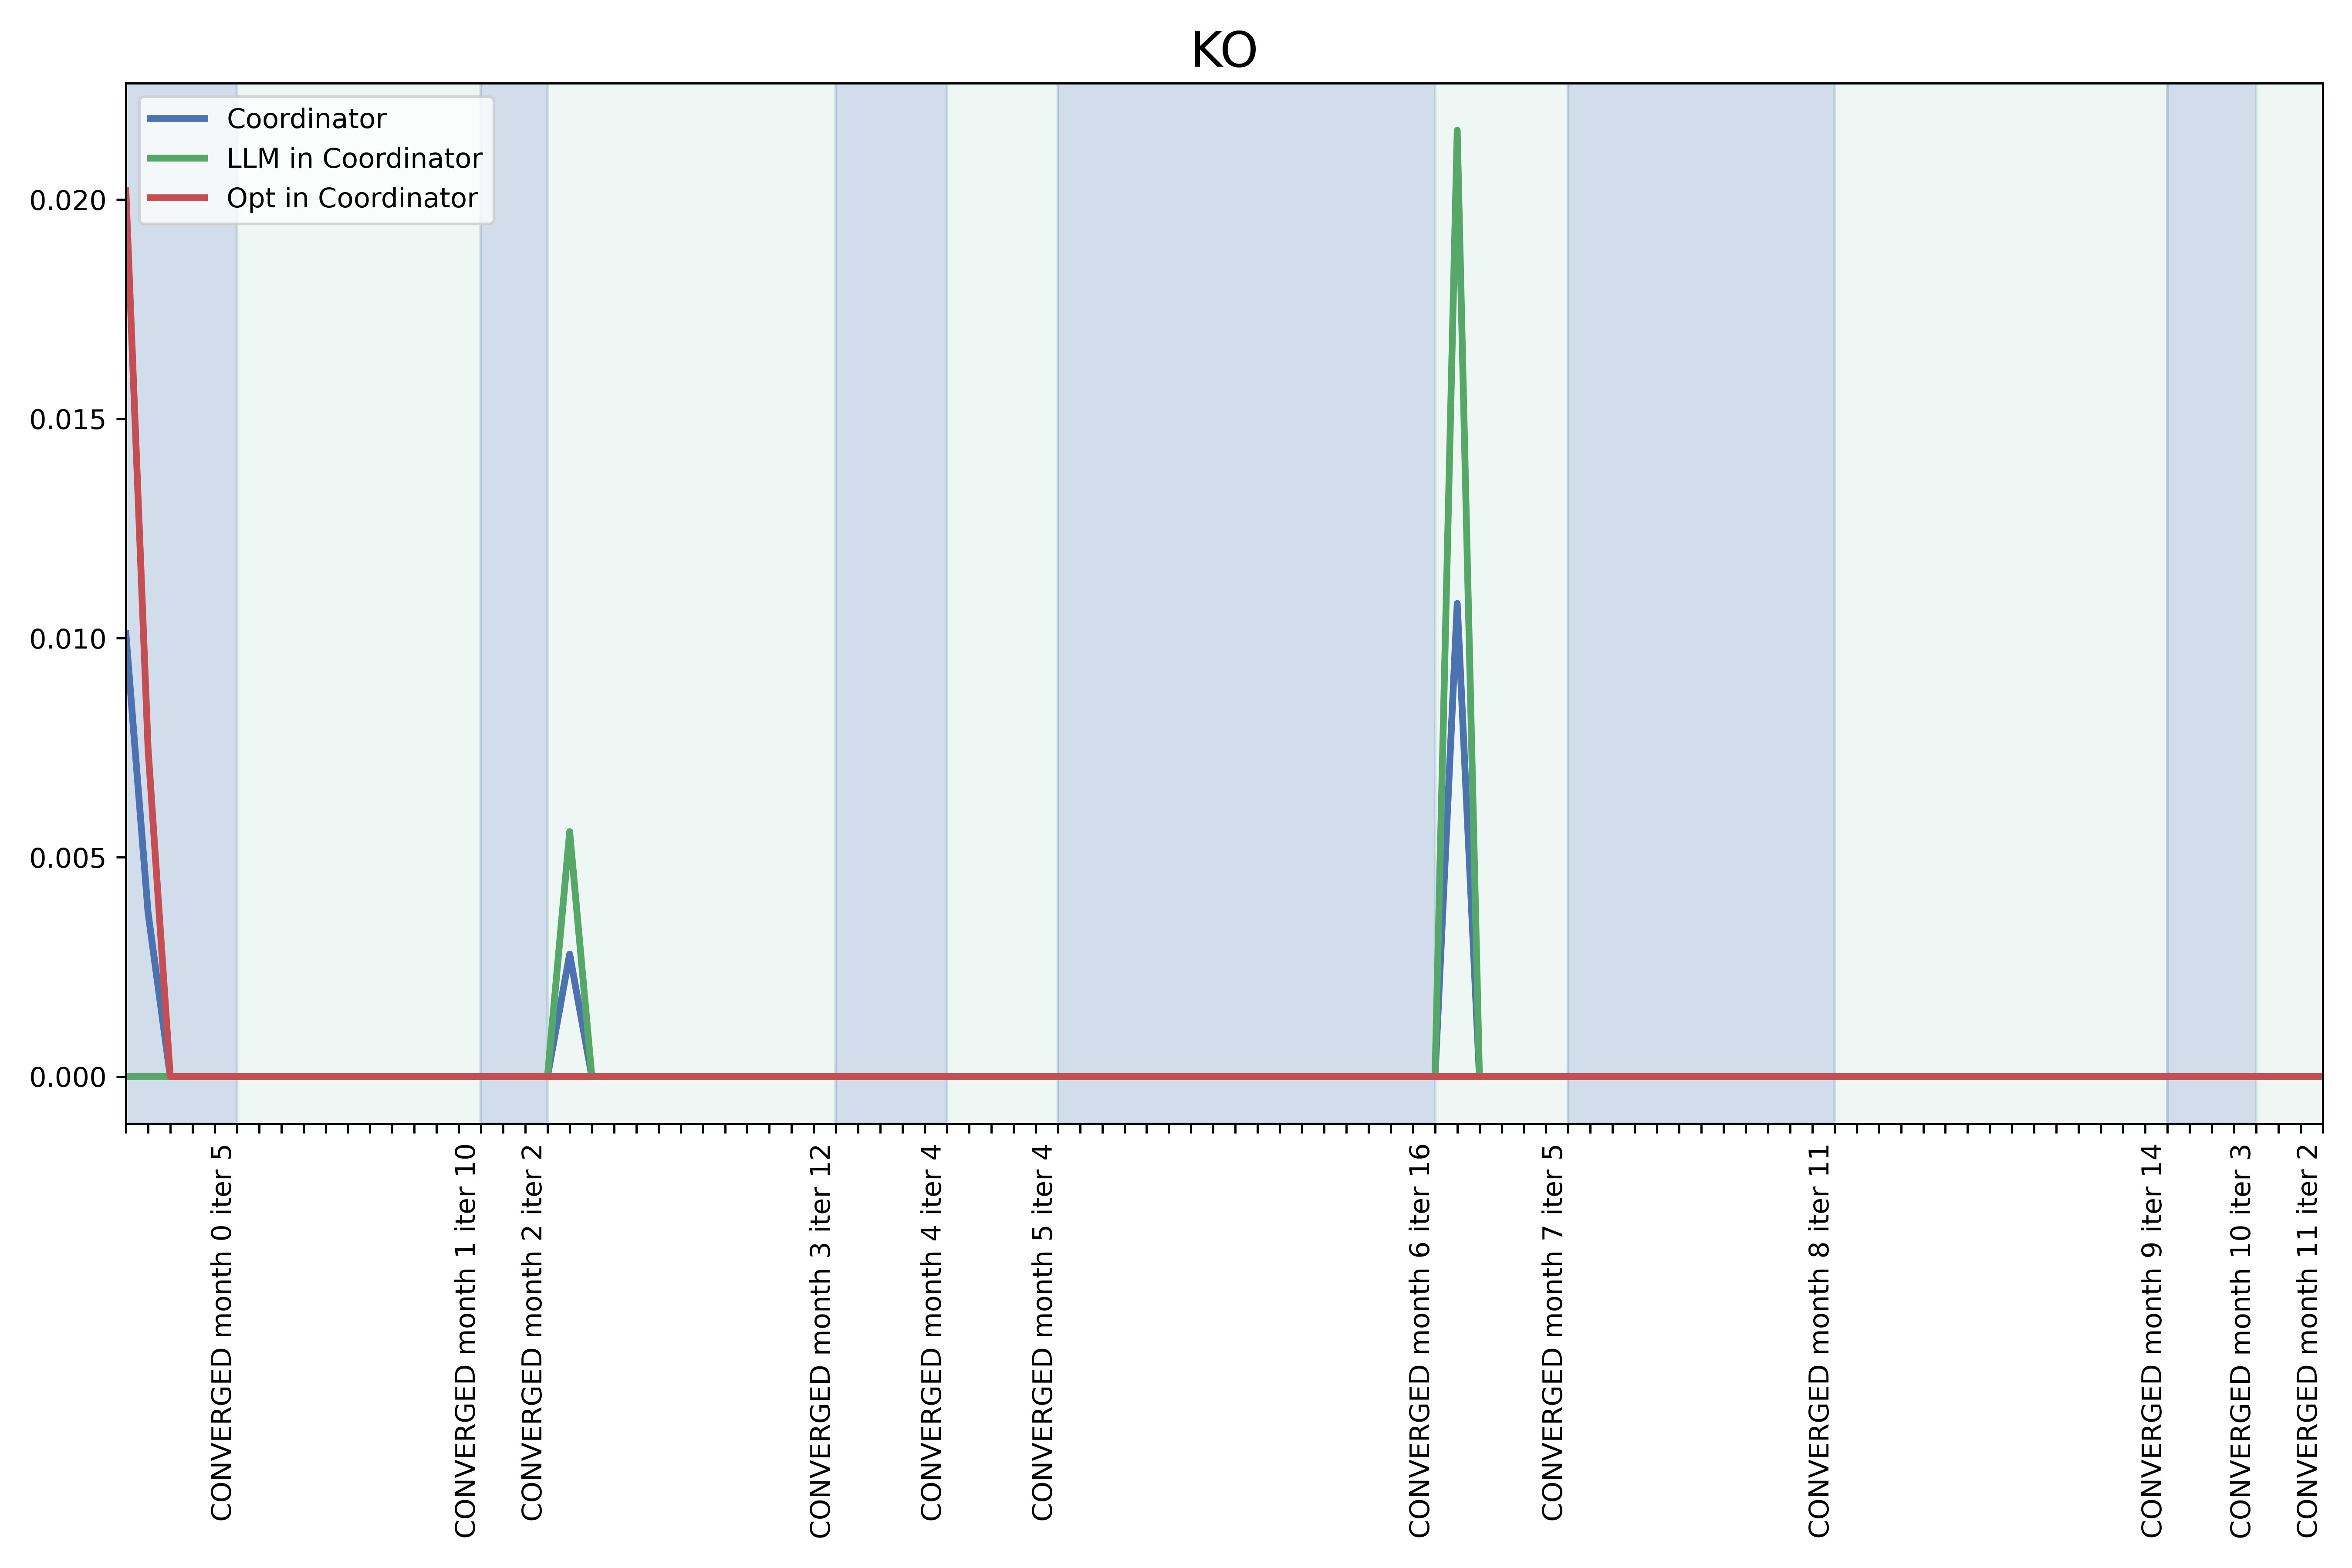 KO
Coordinator
LLM in Coordinator
Opt in Coordinator
0.020
0.015
0.010
0.005
0.000
CONVERGED month 0 iter 5
CONVERGED month 1 iter 10
CONVERGED month 2 iter 2
CONVERGED month 3 iter 12
CONVERGED month 4 iter 4
CONVERGED month 5 iter 4
CONVERGED month 6 iter 16
CONVERGED month 7 iter 5
CONVERGED month 8 iter 11
CONVERGED month 9 iter 14
CONVERGED month 10 iter 3
CONVERGED month 11 iter 2